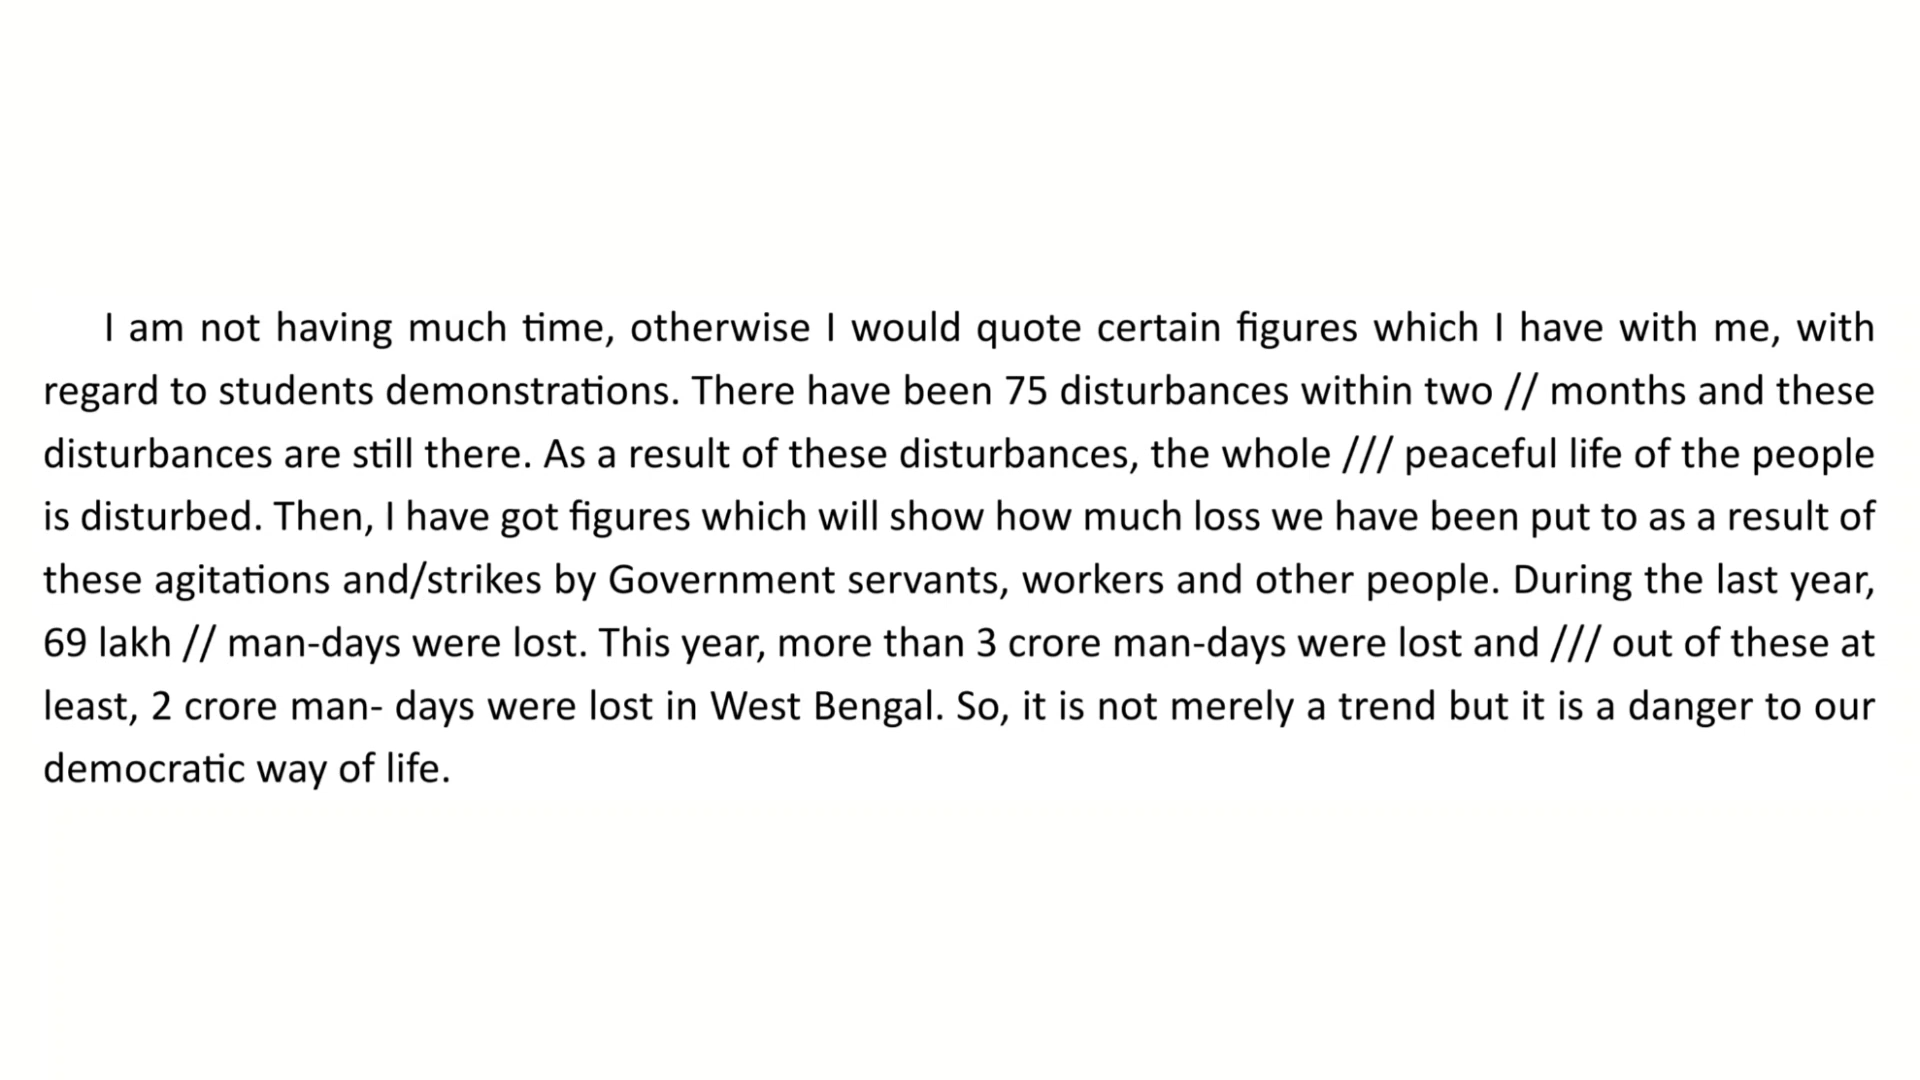 I am not having much time, otherwise I would quote certain figures which I have with me, with
regard to students demonstrations. There have been 75 disturbances within two // months and these
disturbances are still there. As a result of these disturbances, the whole /// peaceful life of the people
is disturbed. Then, I have got figures which will show how much loss we have been put to as a result of
these agitations and/strikes by Government servants, workers and other people. During the last year,
69 lakh // man-days were lost. This year, more than 3 crore man-days were lost and /// out of these at
least, 2 crore man- days were lost in West Bengal. So, it is not merely a trend but it is a danger to our
democratic way of life.